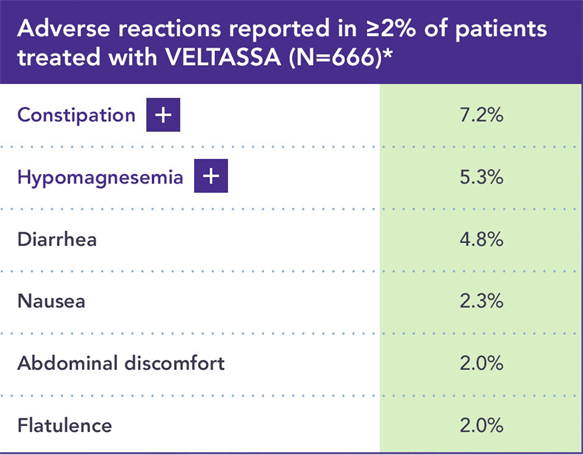 Adverse reactions reported in ≥2% of patients
treated with VELTASSA (N=666)*
Constipation + 7.2%
Hypomagnesemia + 5.3%
Diarrhea 4.8%
Nausea 2.3%
Abdominal discomfort 2.0%
Flatulence 2.0%